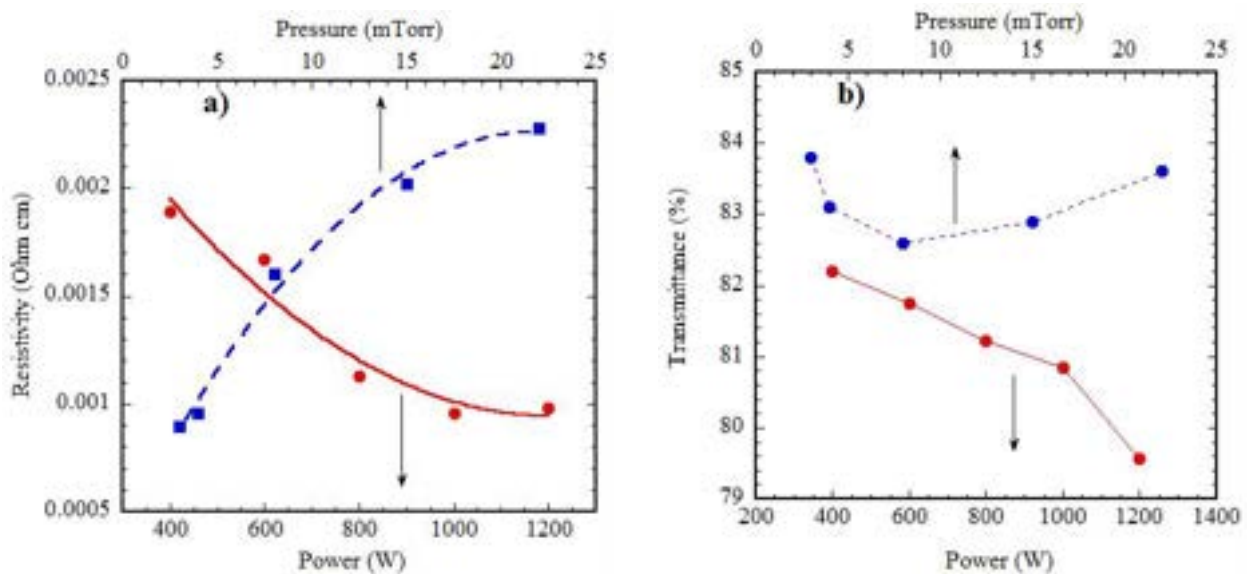 Pressure (mTorr)
0 5 10 15 20 25
a)
0.0025
0.002
0.0015
0.001
0.0005
Resistivity (Ohm cm)
400 600 800 1000 1200
Power (W)
Pressure (mTorr)
0 5 10 15 20 25
b)
85
84
83
82
81
80
79
Transmittance (%)
200 400 600 800 1000 1200 1400
Power (W)